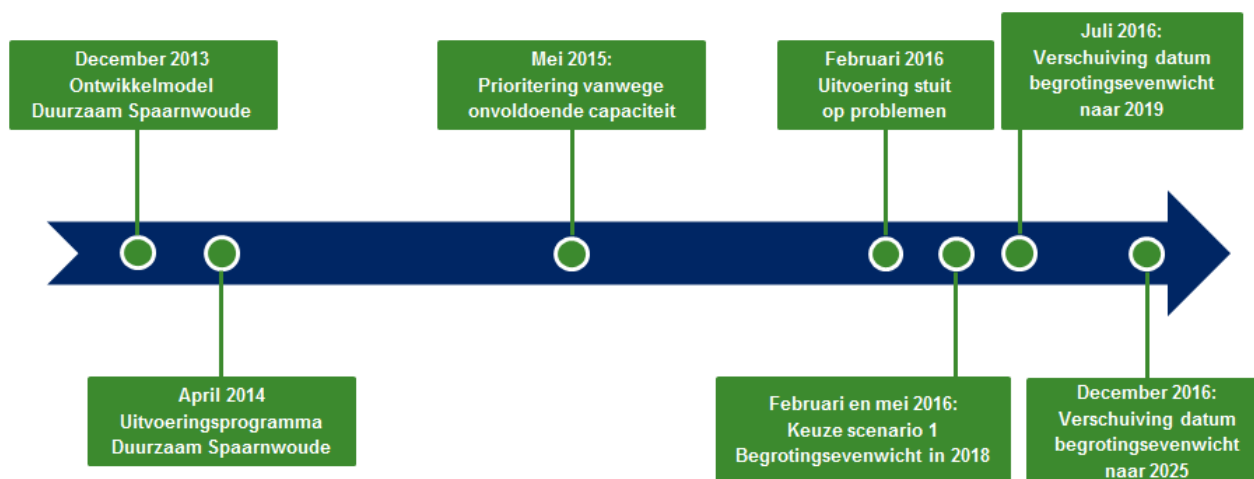 December 2013
Ontwikkelmodel
Duurzaam Spaarnwoude
April 2014
Uitvoeringsprogramma
Duurzaam Spaarnwoude
Mei 2015:
Prioritering vanwege
onvoldoende capaciteit
Februari 2016
Uitvoering stuit
op problemen
Februari en mei 2016:
Keuze scenario 1
Begrotingsevenwicht in 2018
Juli 2016:
Verschuiving datum
begrotingsevenwicht
naar 2019
December 2016:
Verschuiving datum
begrotingsevenwicht
naar 2025